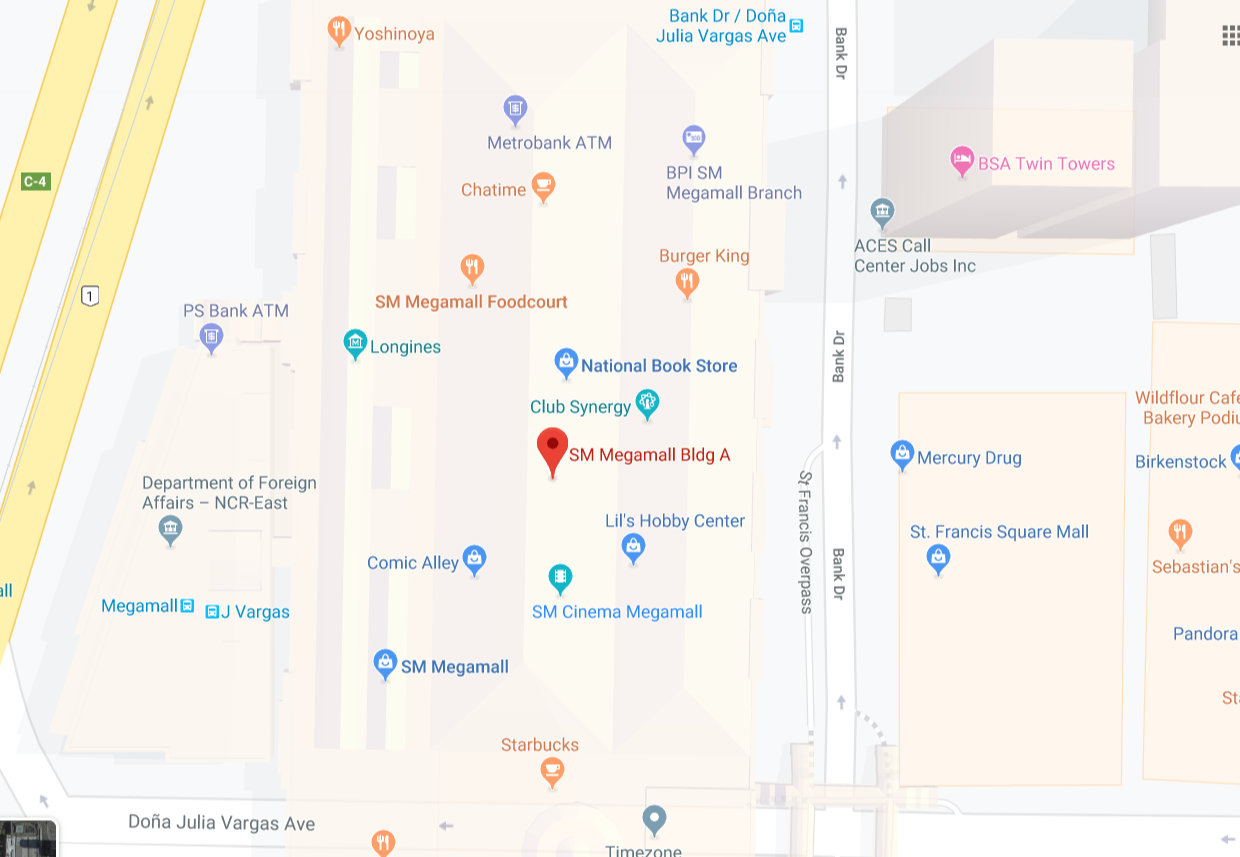 Bank Dr / Doña
Julia Vargas Ave
Yoshinoya
Bank Dr
Metrobank ATM
BPI SM
Megamall Branch
BSA Twin Towers
C-4
Chatime
ACES Call
Center Jobs Inc
Burger King
1
SM Megamall Foodcourt
PS Bank ATM
Longines
Bank Dr
National Book Store
Club Synergy
Wildflour Cafe
Bakery Podiu
SM Megamall Bldg A
Mercury Drug
Birkenstock
Department of Foreign
Affairs – NCR-East
St Francis Overpass
Lil's Hobby Center
St. Francis Square Mall
Comic Alley
Bank Dr
Sebastian's
all
Megamall
J Vargas
SM Cinema Megamall
Pandora
SM Megamall
St
Starbucks
Doña Julia Vargas Ave
Timezone